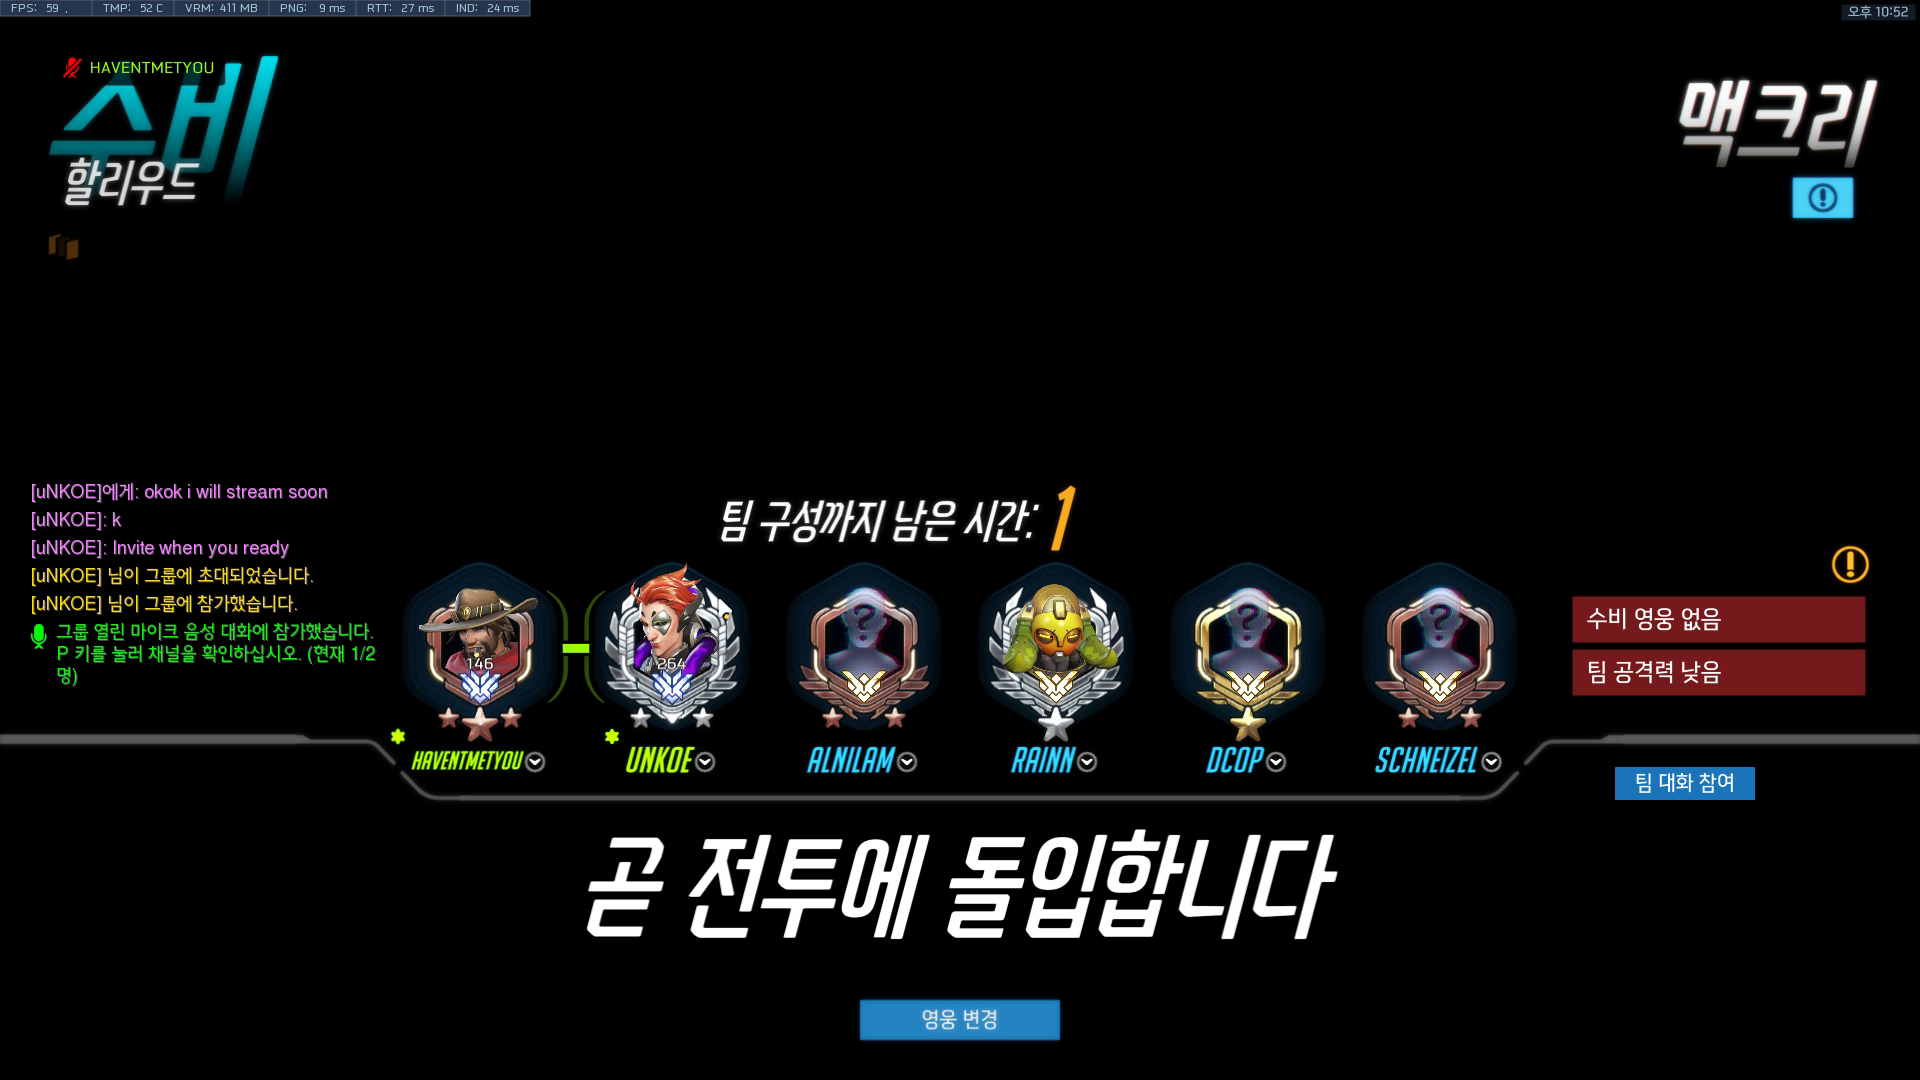 FPS: 59 . TMP: 52 C VRM: 411 MB PNG: 9 ms RTT: 27 ms IND: 24 ms
오후 10:52
HAVENTMETYOU
수비
할리우드
맥크리
[uNKOE]에게: okok i will stream soon
[uNKOE]: k
[uNKOE]: Invite when you ready
[uNKOE] 님이 그룹에 초대되었습니다.
[uNKOE] 님이 그룹에 참가했습니다.
그룹 열린 마이크 음성 대화에 참가했습니다.
P 키를 눌러 채널을 확인하십시오. (현재 1/2
명)
팀 구성까지 남은 시간: 1
146
264
HAVENTMETYOU
UNKOE
ALNILAM
RAINN
DCOP
SCHNEIZEL
수비 영웅 없음
팀 공격력 낮음
팀 대화 참여
곧 전투에 돌입합니다
영웅 변경